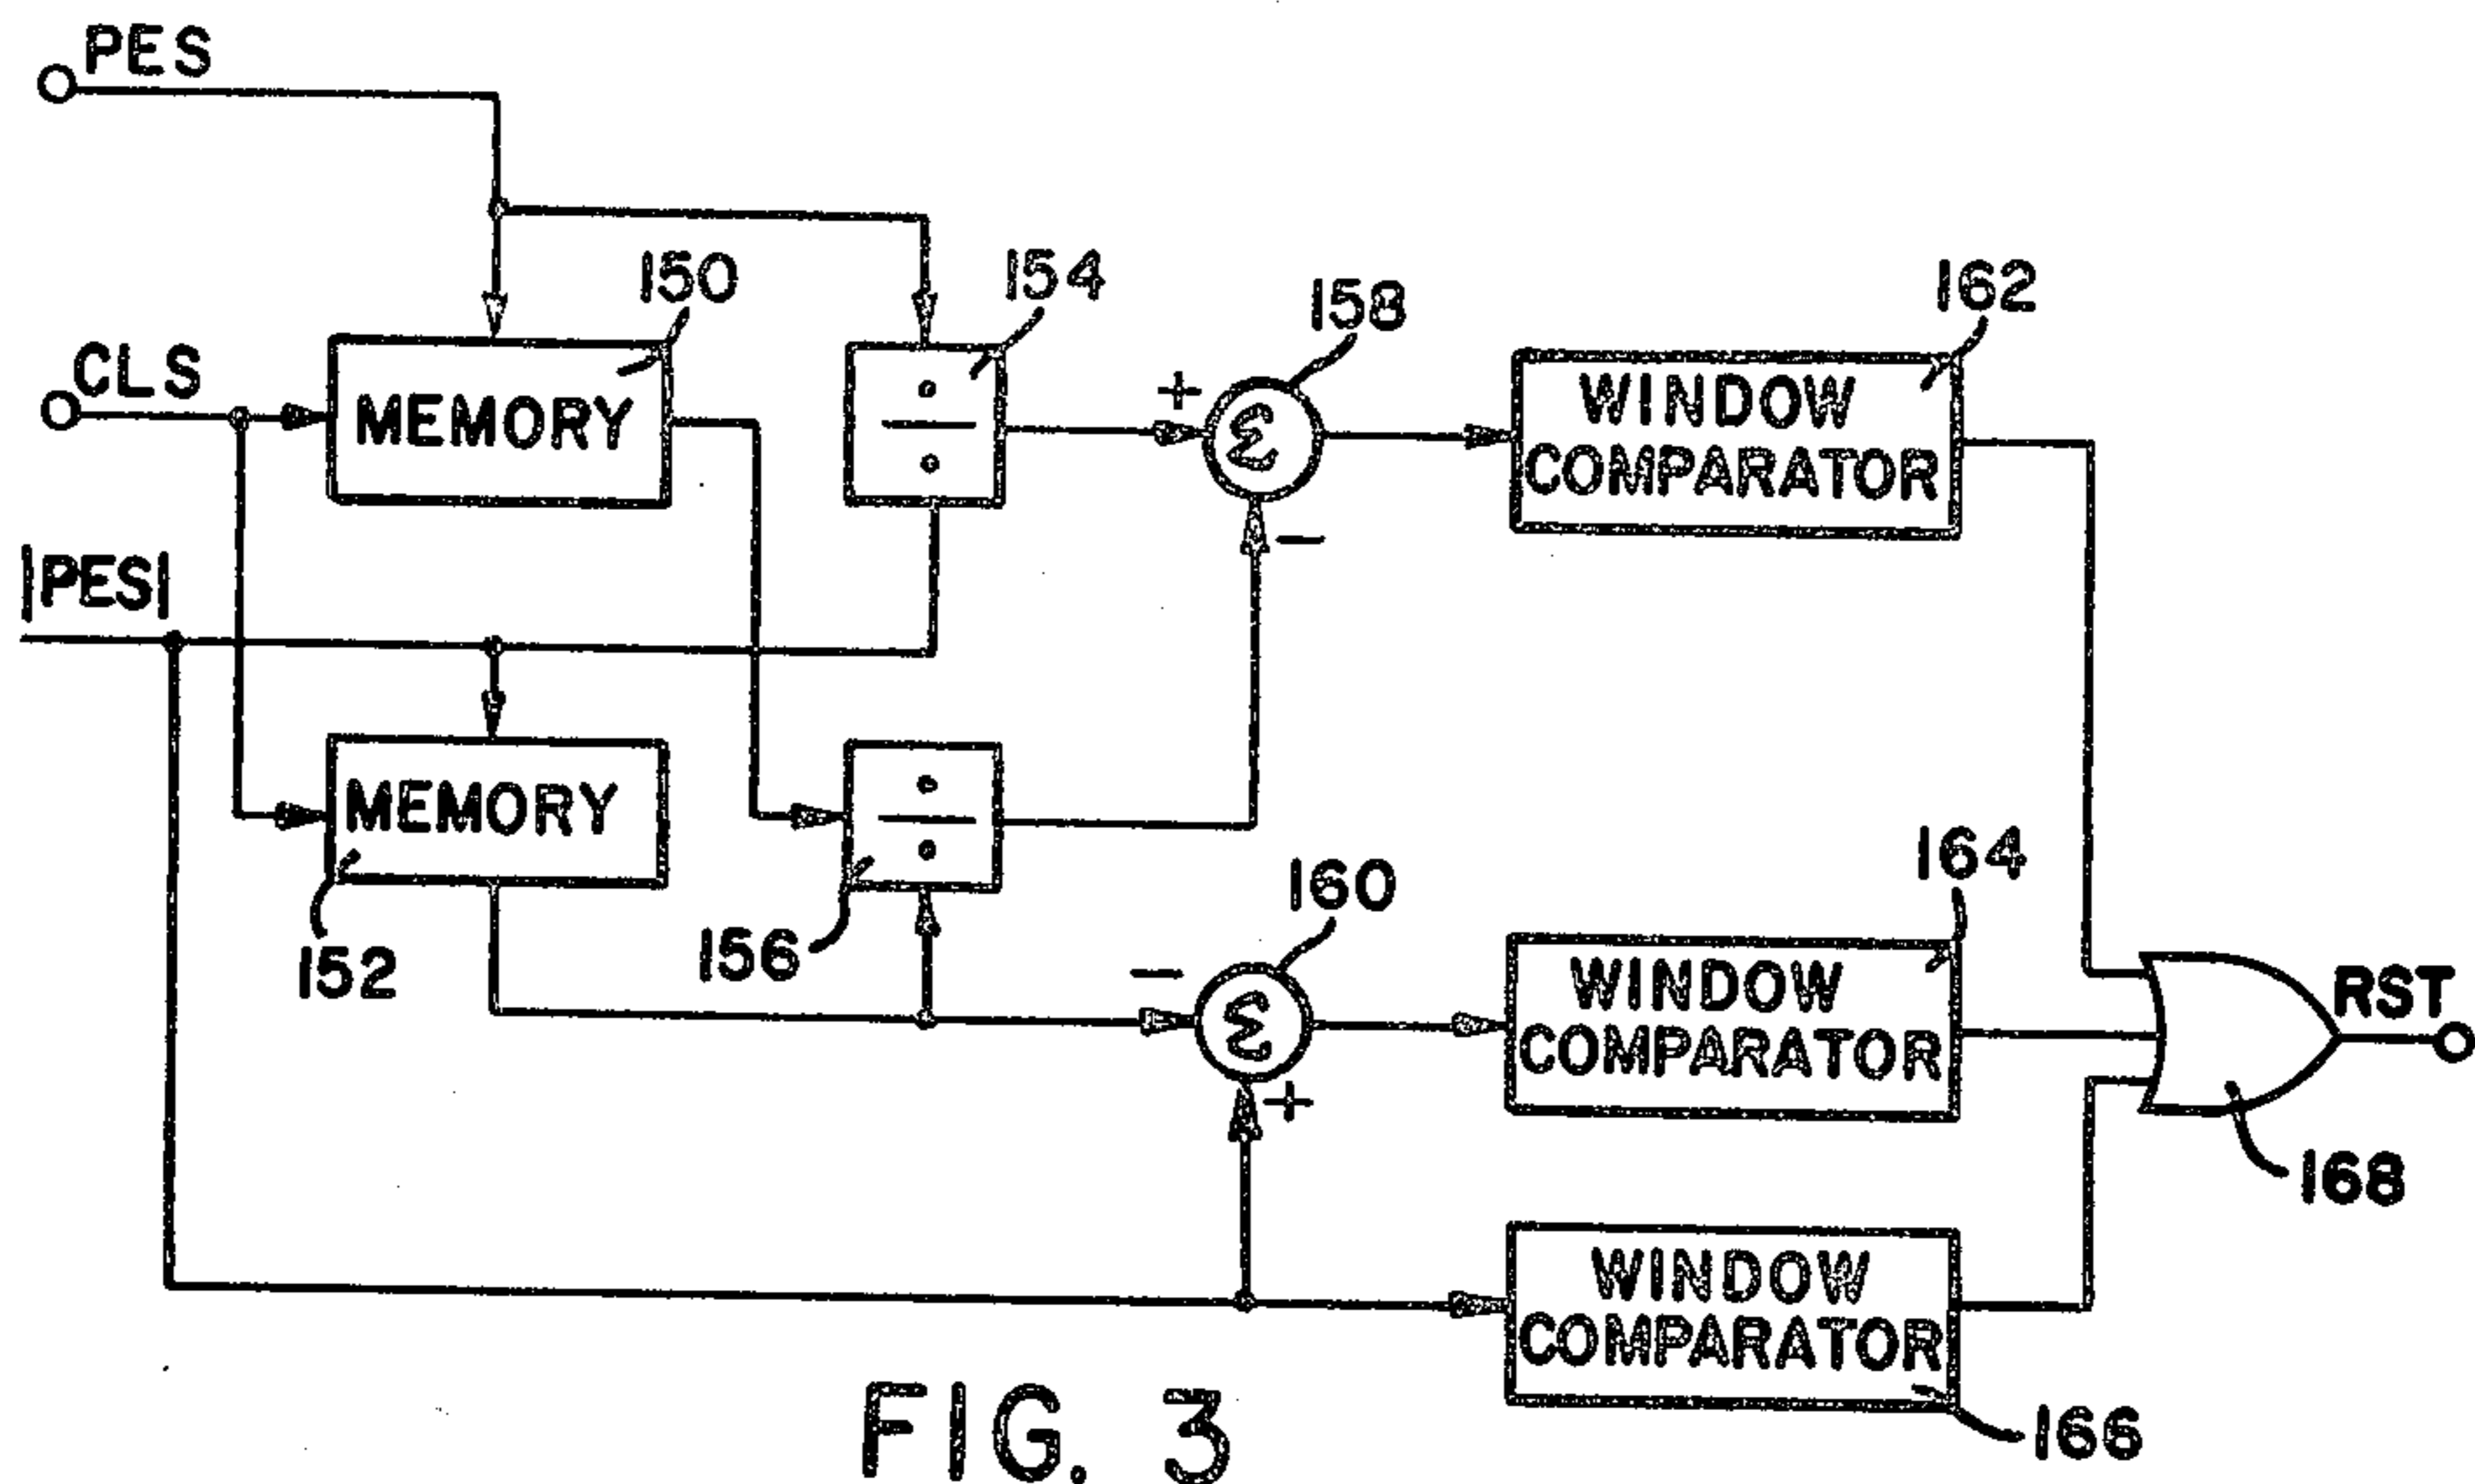 PES
150
154
158
162
CLS
MEMORY
÷
+
Σ
WINDOW
COMPARATOR
−
|PES|
MEMORY
÷
152
156
160
164
−
Σ
+
WINDOW
COMPARATOR
RST
168
WINDOW
COMPARATOR
166
FIG. 3